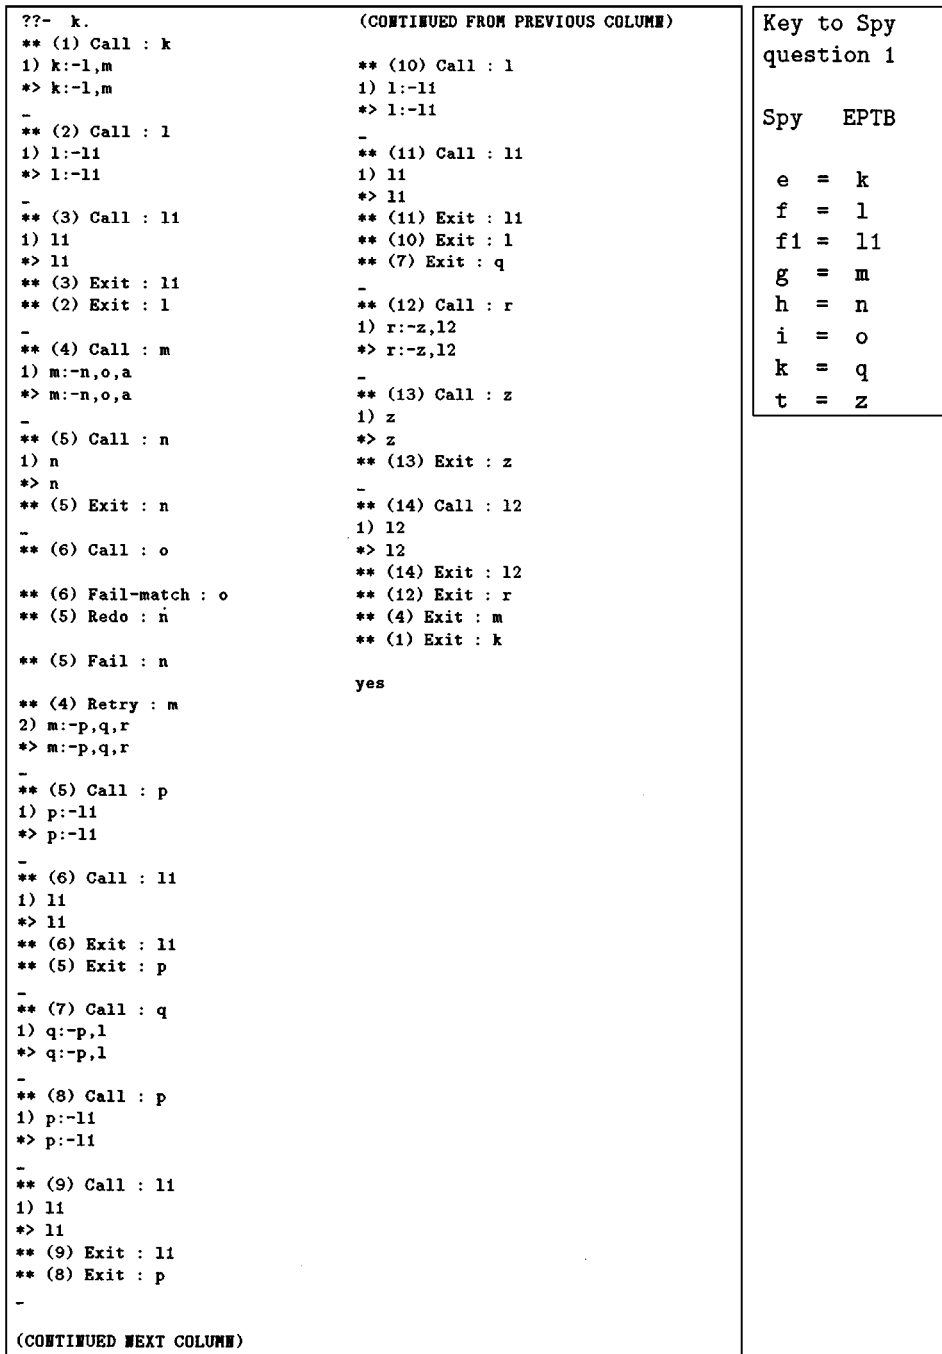 ??- k.
** (1) Call : k
1) k:-l,m
*> k:-l,m
_
** (2) Call : l
1) l:-l1
*> l:-l1
_
** (3) Call : l1
1) l1
*> l1
** (3) Exit : l1
** (2) Exit : l
_
** (4) Call : m
1) m:-n,o,a
*> m:-n,o,a
_
** (5) Call : n
1) n
*> n
** (5) Exit : n
_
** (6) Call : o
** (6) Fail-match : o
** (5) Redo : n
** (5) Fail : n
** (4) Retry : m
2) m:-p,q,r
*> m:-p,q,r
_
** (5) Call : p
1) p:-l1
*> p:-l1
_
** (6) Call : l1
1) l1
*> l1
** (6) Exit : l1
** (5) Exit : p
_
** (7) Call : q
1) q:-p,l
*> q:-p,l
_
** (8) Call : p
1) p:-l1
*> p:-l1
_
** (9) Call : l1
1) l1
*> l1
** (9) Exit : l1
** (8) Exit : p
_
(CONTINUED NEXT COLUMN)
(CONTINUED FROM PREVIOUS COLUMN)
** (10) Call : l
1) l:-l1
*> l:-l1
_
** (11) Call : l1
1) l1
*> l1
** (11) Exit : l1
** (10) Exit : l
** (7) Exit : q
_
** (12) Call : r
1) r:-z,l2
*> r:-z,l2
_
** (13) Call : z
1) z
*> z
** (13) Exit : z
_
** (14) Call : l2
1) l2
*> l2
** (14) Exit : l2
** (12) Exit : r
** (4) Exit : m
** (1) Exit : k
yes
Key to Spy
question 1
Spy EPTB
e = k
f = l
f1 = l1
g = m
h = n
i = o
k = q
t = z